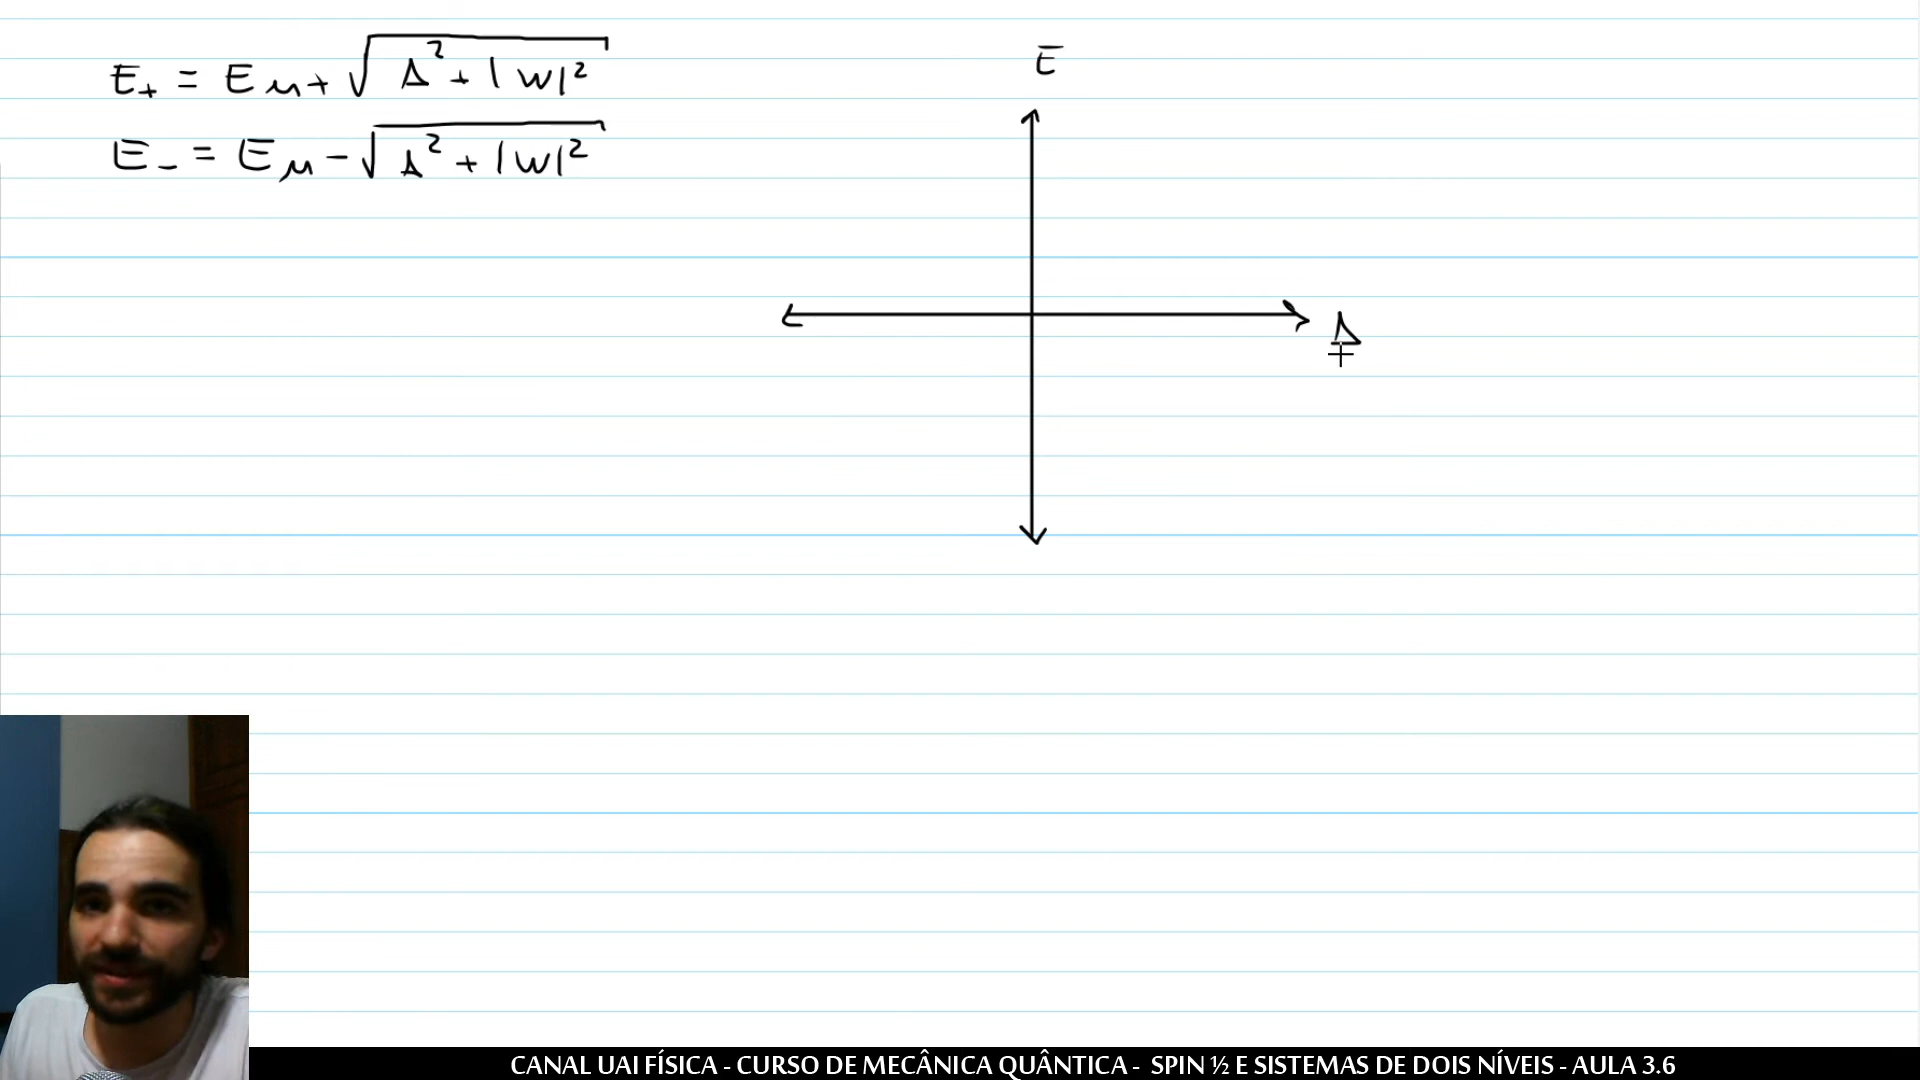 E₊ = Eₘ + √(Δ² + |W|²)
E₋ = Eₘ - √(Δ² + |W|²)
E
Δ
CANAL UAI FÍSICA - CURSO DE MECÂNICA QUÂNTICA - SPIN ½ E SISTEMAS DE DOIS NÍVEIS - AULA 3.6